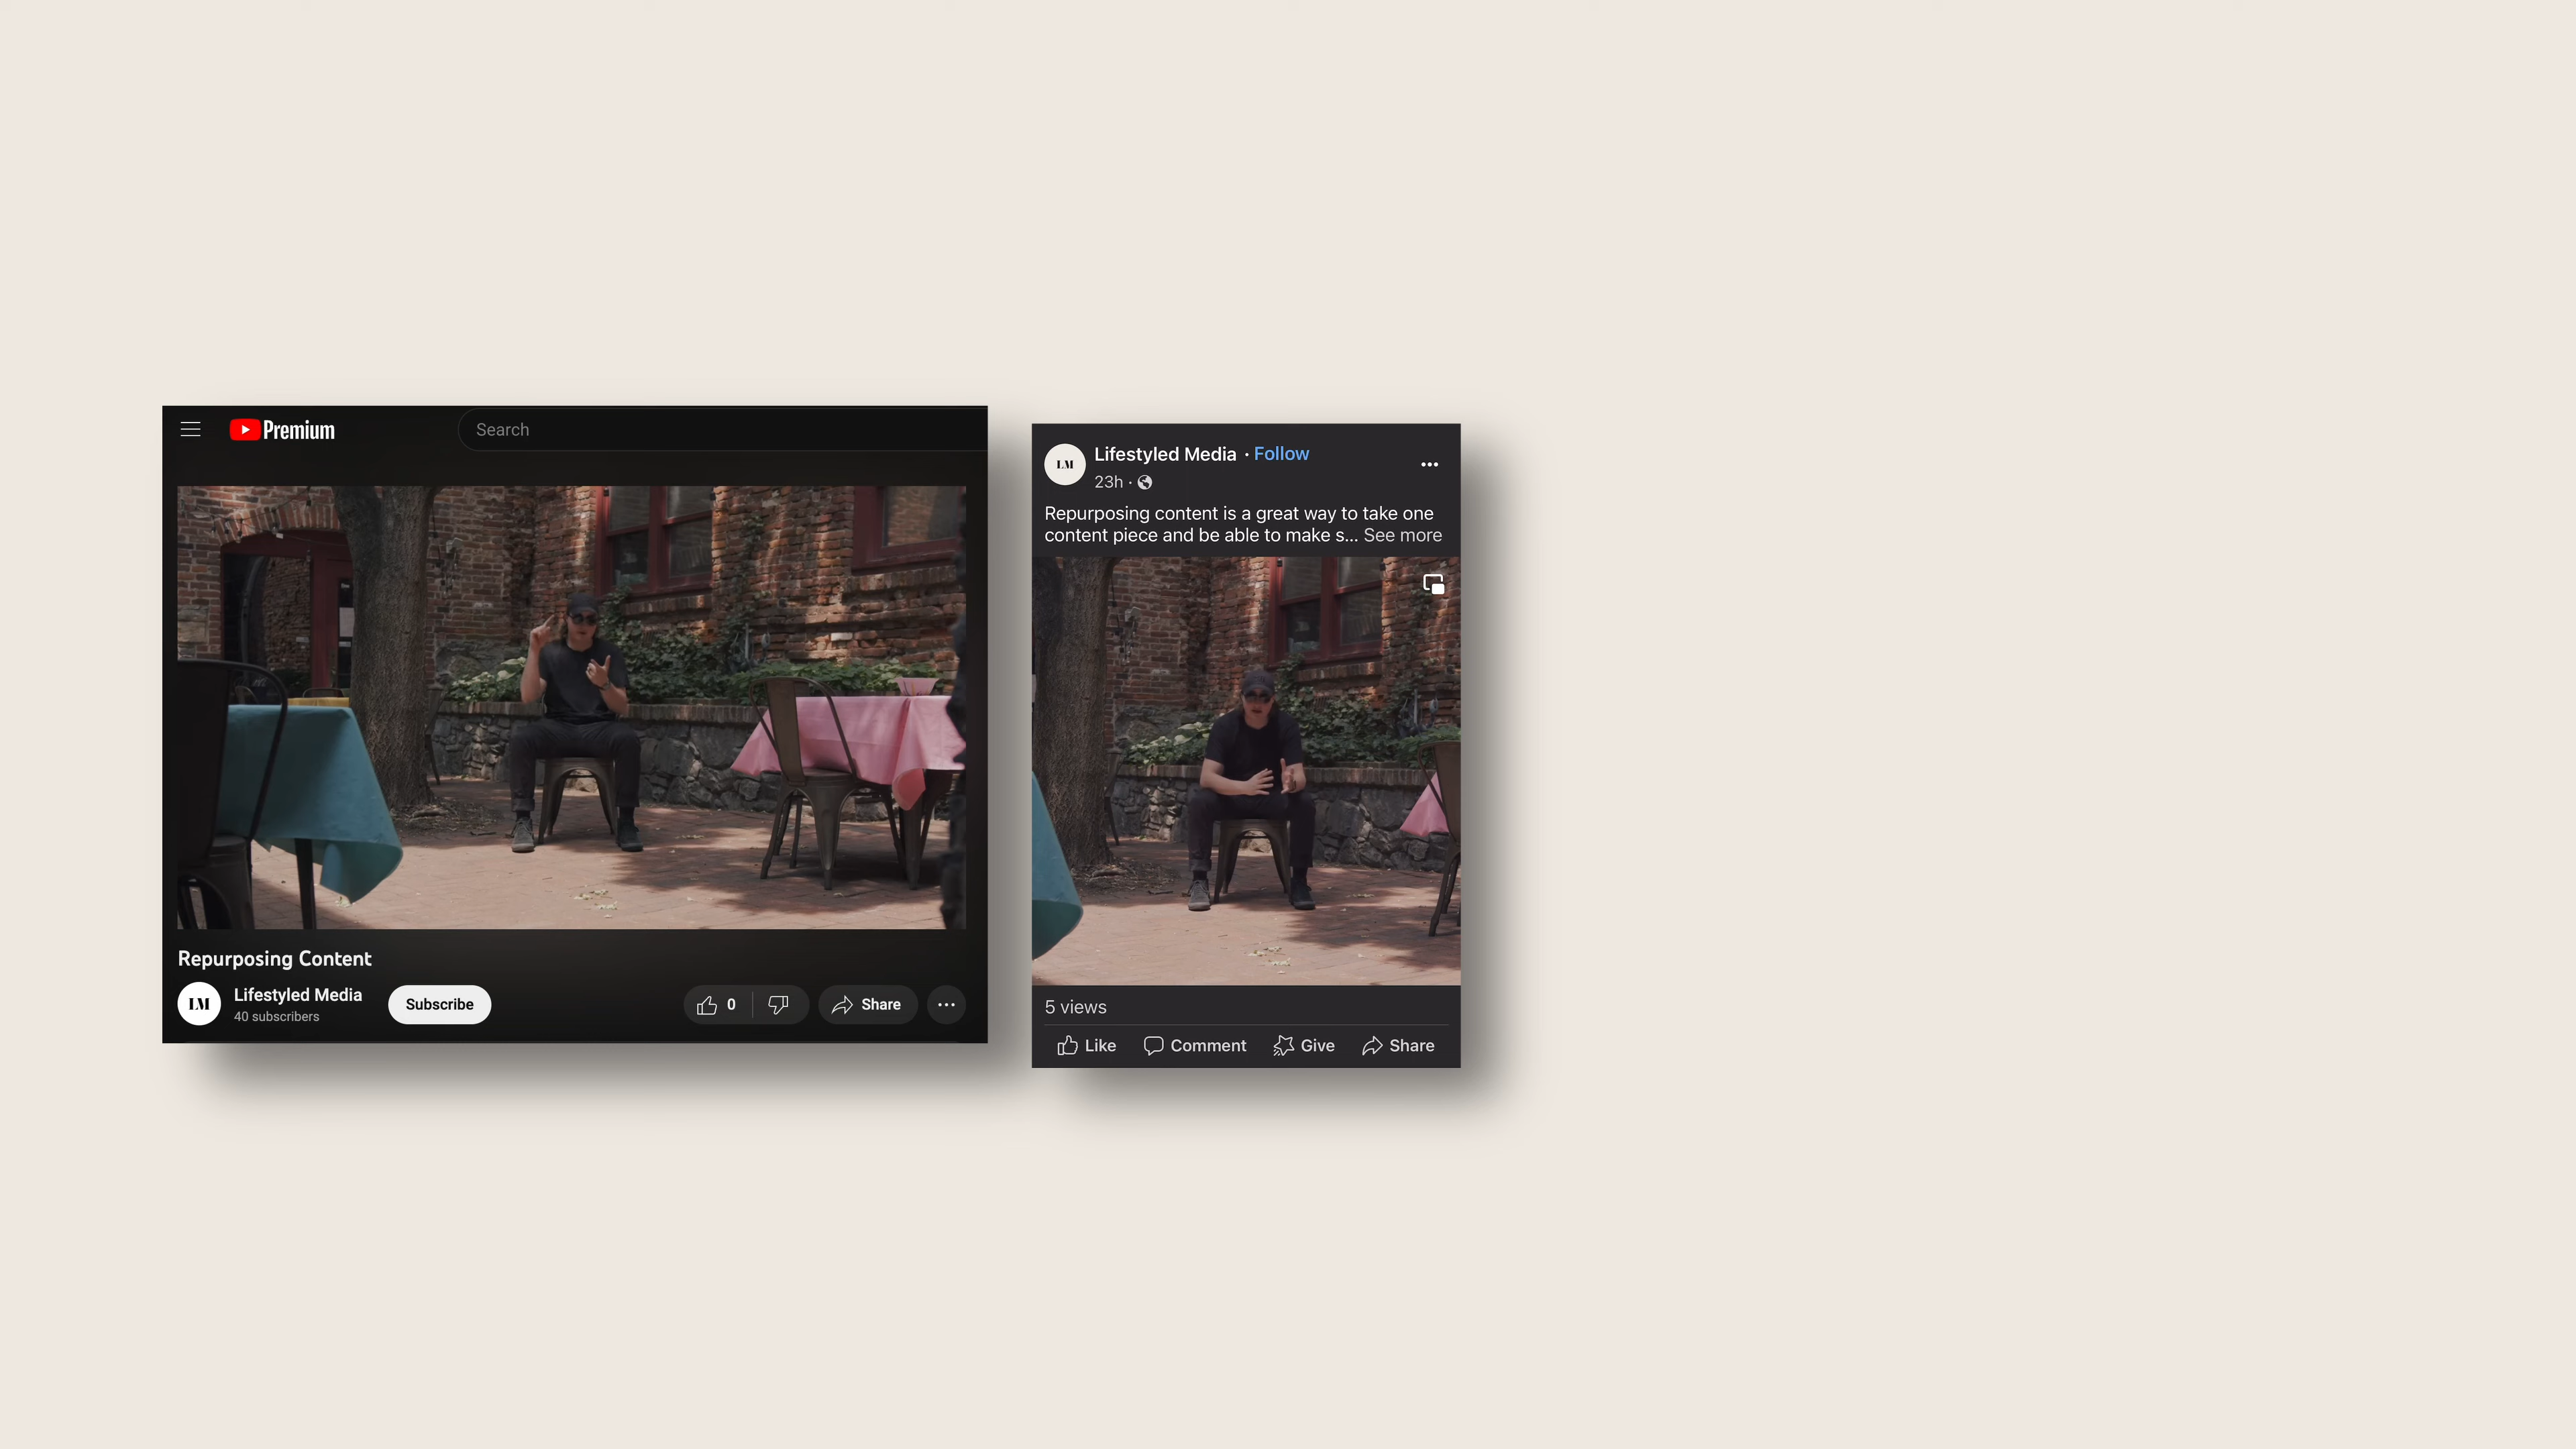 Premium
Search
Repurposing Content
LM
Lifestyled Media
40 subscribers
Subscribe
0
Share
LM
Lifestyled Media · Follow
23h ·
Repurposing content is a great way to take one
content piece and be able to make s... See more
5 views
Like
Comment
Give
Share